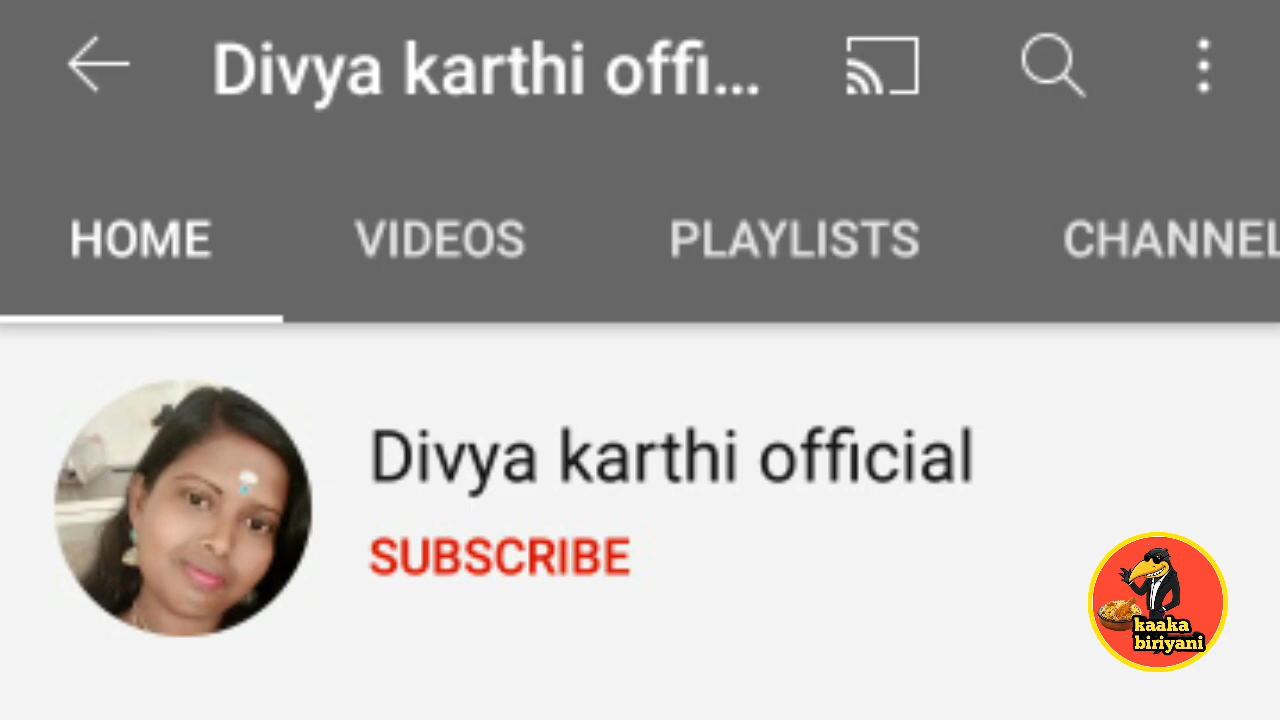 Divya karthi offi...
HOME VIDEOS PLAYLISTS CHANNEL
Divya karthi official
SUBSCRIBE
kaaka
biriyani